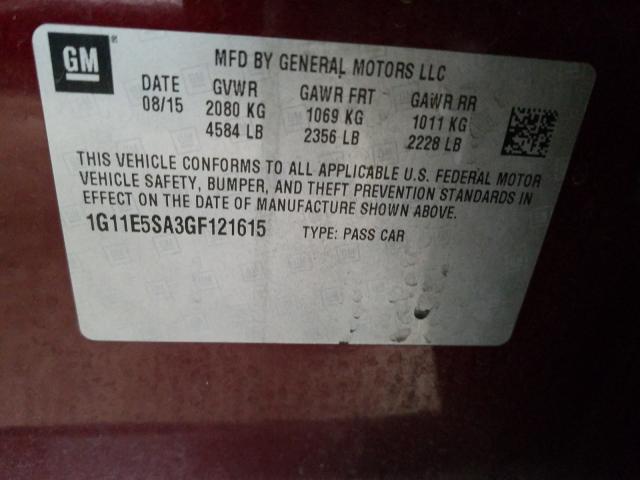 GM
MFD BY GENERAL MOTORS LLC
DATE GVWR GAWR FRT GAWR RR
08/15 2080 KG 1069 KG 1011 KG
4584 LB 2356 LB 2228 LB
THIS VEHICLE CONFORMS TO ALL APPLICABLE U.S. FEDERAL MOTOR
VEHICLE SAFETY, BUMPER, AND THEFT PREVENTION STANDARDS IN
EFFECT ON THE DATE OF MANUFACTURE SHOWN ABOVE.
1G11E5SA3GF121615 TYPE: PASS CAR